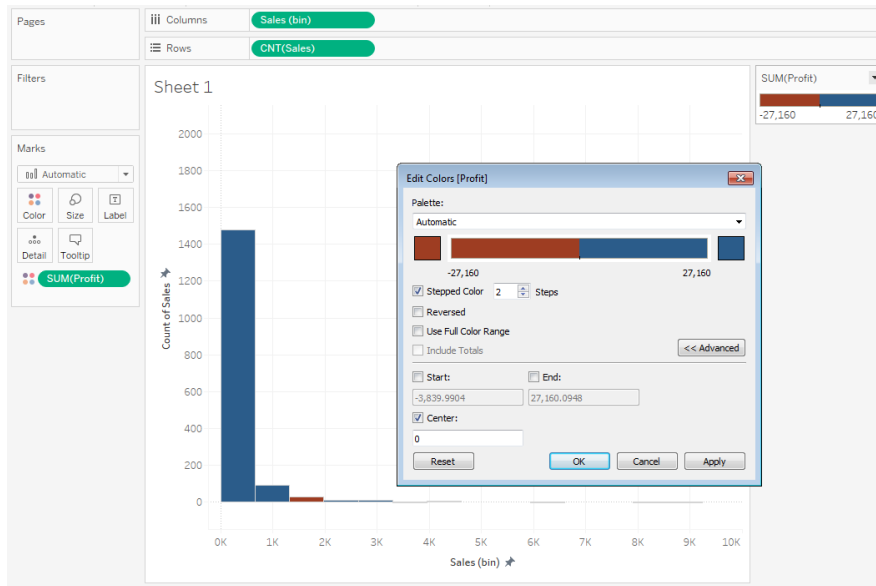 Pages
Columns
Sales (bin)
Rows
CNT(Sales)
Filters
Marks
Automatic
Color
Size
Label
T
Detail
Tooltip
SUM(Profit)
Sheet 1
2000
1800
1600
1400
1200
1000
800
600
400
200
0
Count of Sales
0K 1K 2K 3K 4K 5K 6K 7K 8K 9K 10K
Sales (bin)
SUM(Profit)
-27,160 27,160
Edit Colors [Profit]
Palette:
Automatic
-27,160 27,160
Stepped Color 2 Steps
Reversed
Use Full Color Range
Include Totals
<< Advanced
Start: End:
-3,839.9904 27,160.0948
Center:
0
Reset OK Cancel Apply